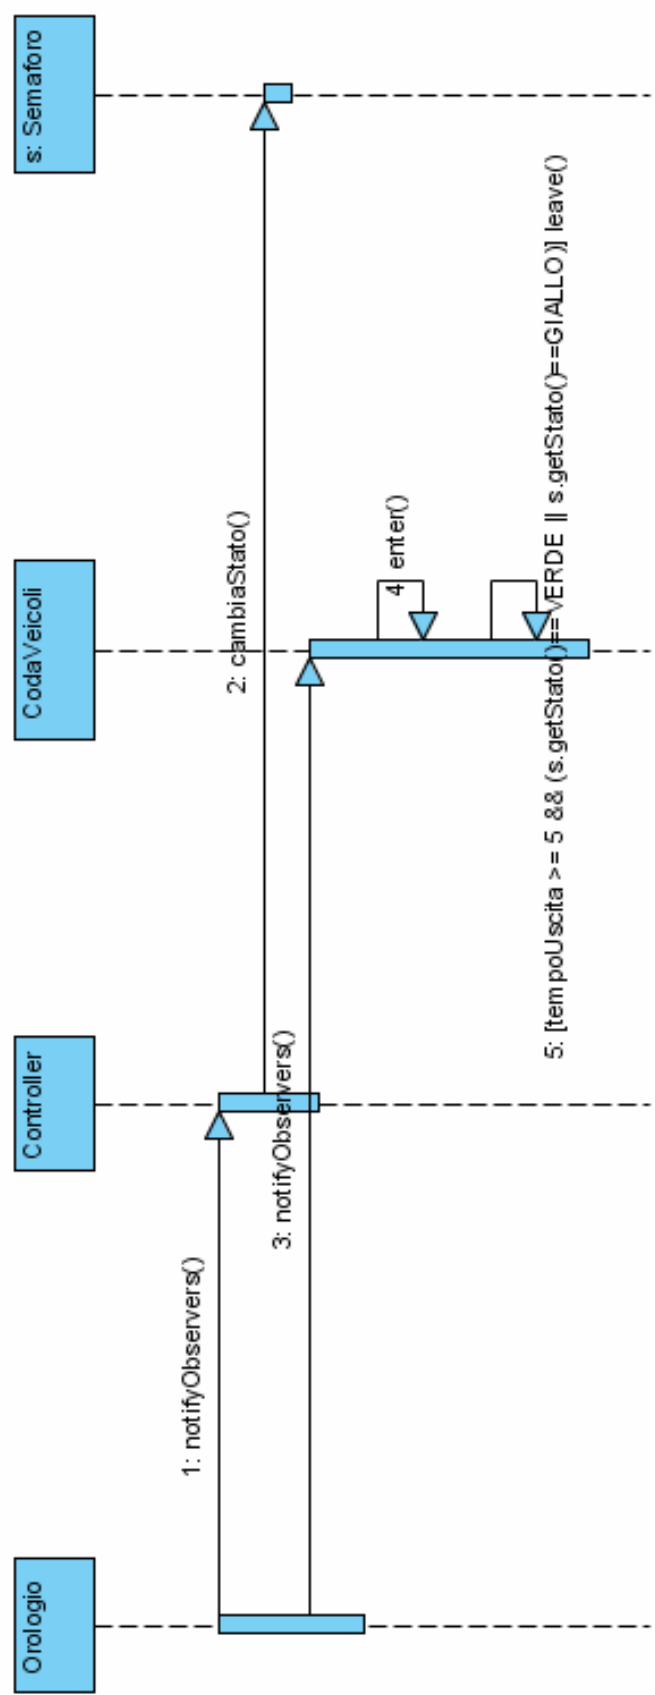 Orologio
Controller
CodaVeicoli
s: Semaforo
1: notifyObservers()
2: cambiaStato()
3: notifyObservers()
4 enter()
5: [tempoUscita >= 5 && (s.getStato()==VERDE || s.getStato()==GIALLO)] leave()